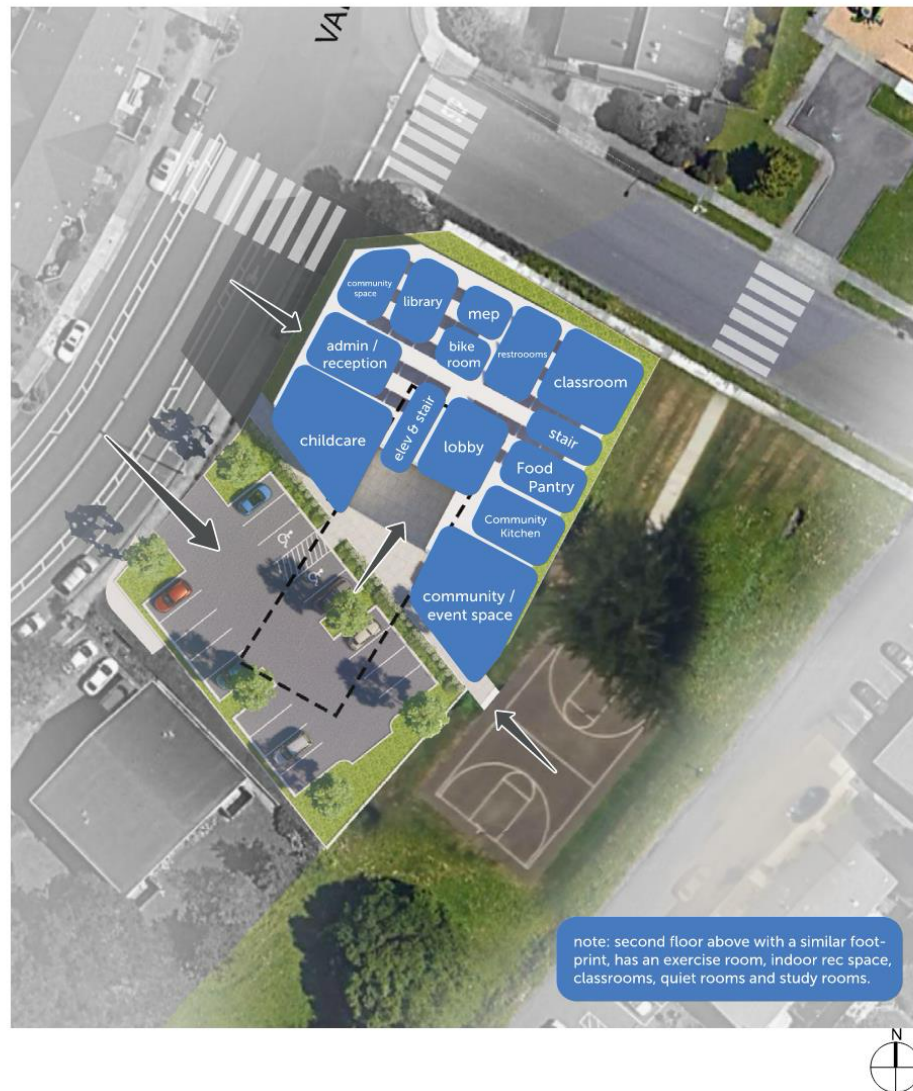 VAL
community
space
library
mep
admin /
reception
bike
room
restroooms
classroom
childcare
elev & stair
lobby
stair
Food
Pantry
Community
Kitchen
community /
event space
note: second floor above with a similar foot-
print, has an exercise room, indoor rec space,
classrooms, quiet rooms and study rooms.
N